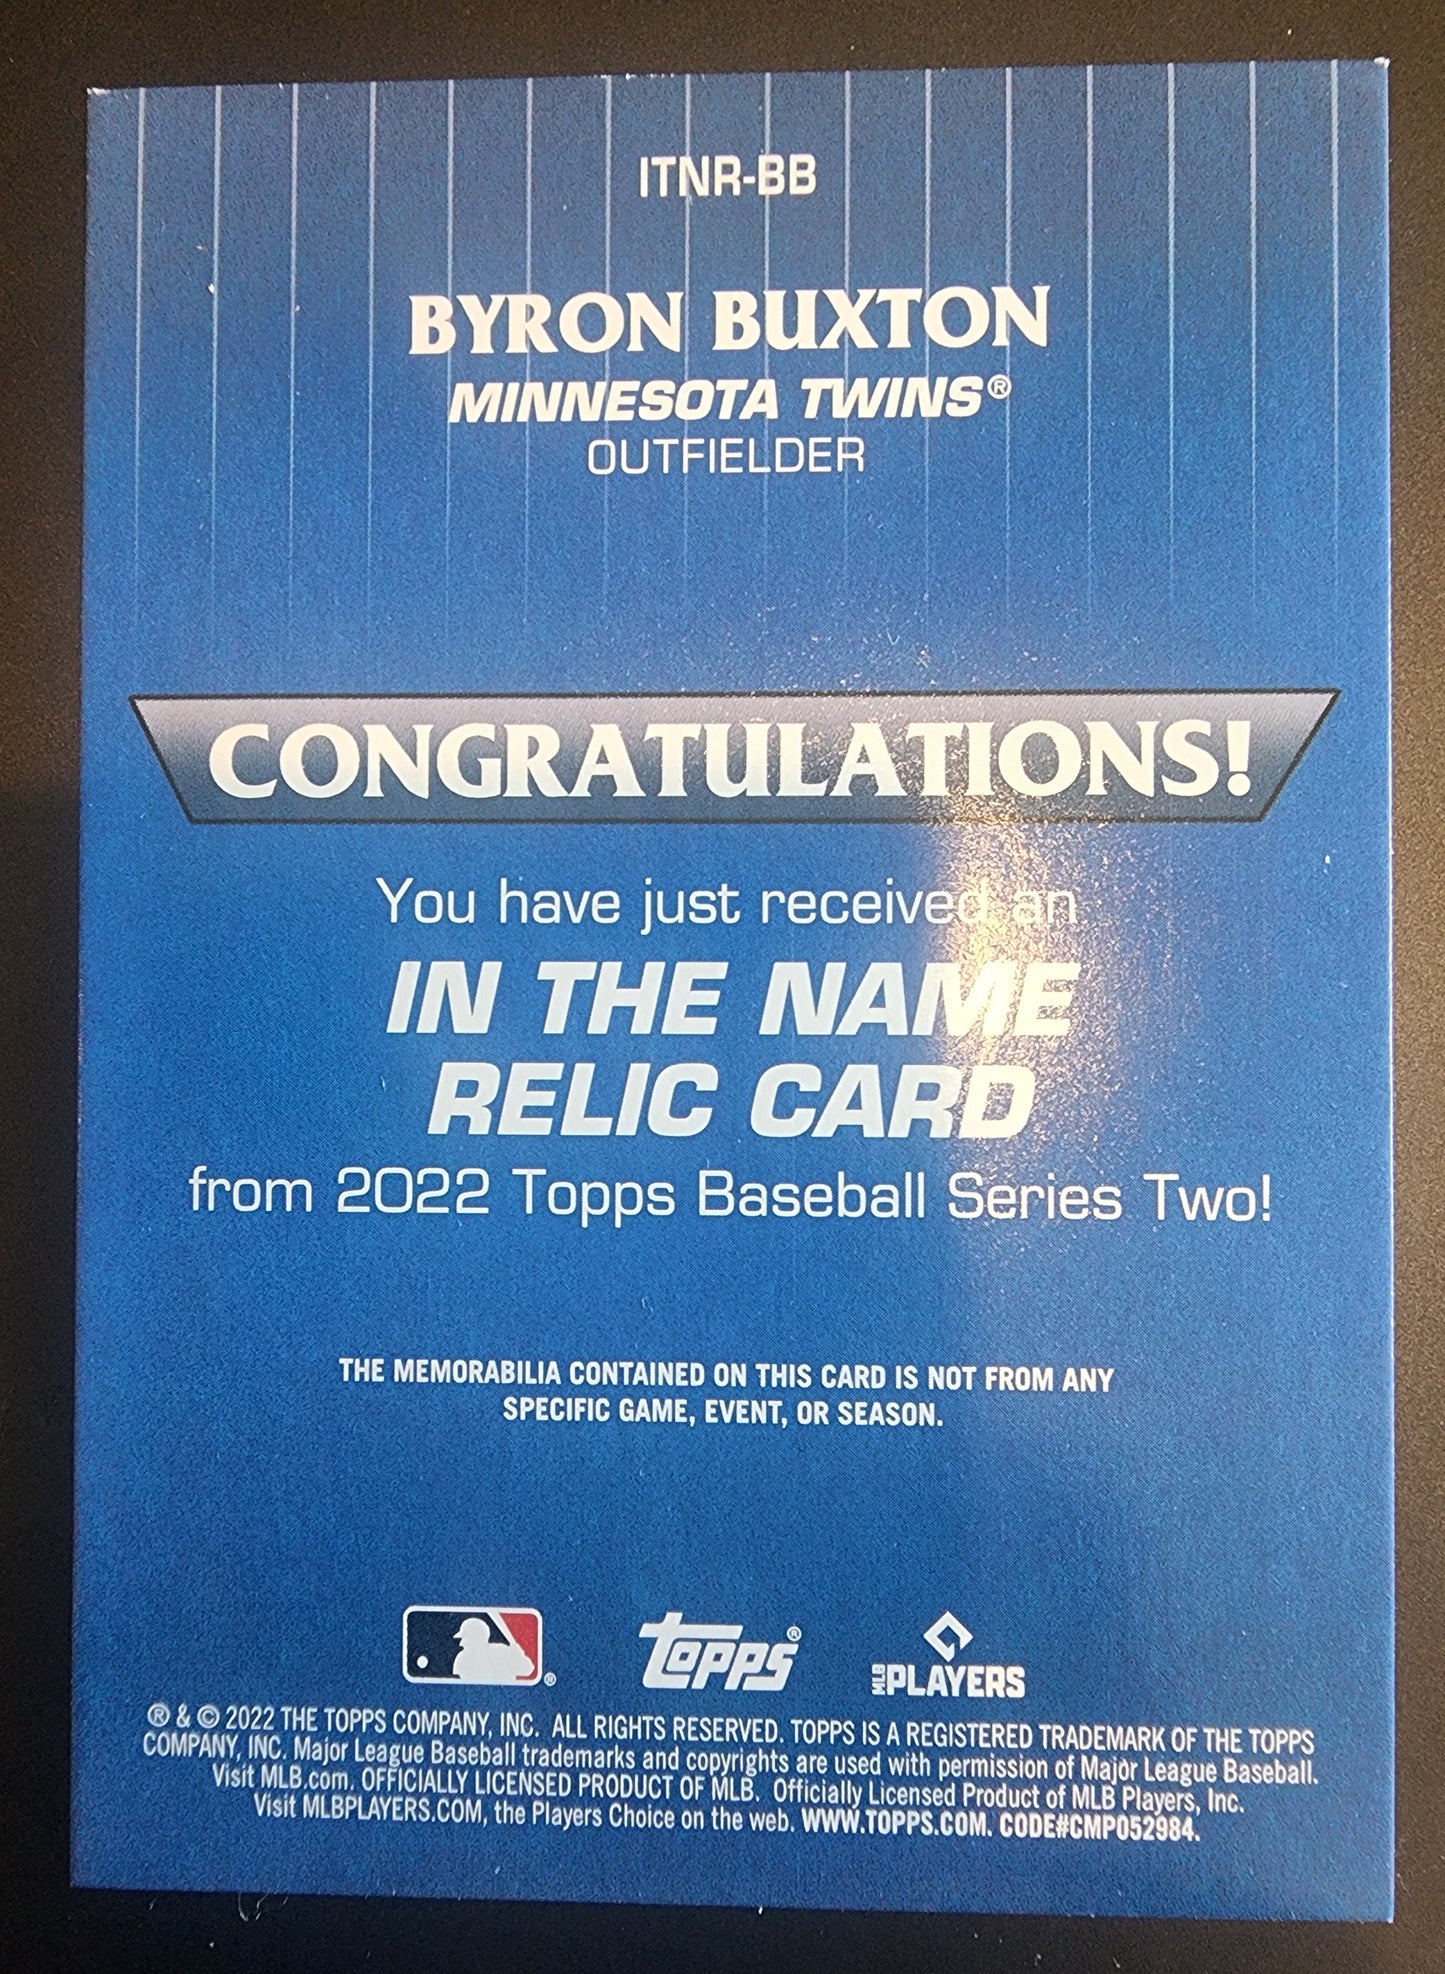 ITNR-BB
BYRON BUXTON
MINNESOTA TWINS®
OUTFIELDER
CONGRATULATIONS!
You have just received an
IN THE NAME
RELIC CARD
from 2022 Topps Baseball Series Two!
THE MEMORABILIA CONTAINED ON THIS CARD IS NOT FROM ANY
SPECIFIC GAME, EVENT, OR SEASON.
® topps® MLB PLAYERS
® & © 2022 THE TOPPS COMPANY, INC. ALL RIGHTS RESERVED. TOPPS IS A REGISTERED TRADEMARK OF THE TOPPS
COMPANY, INC. Major League Baseball trademarks and copyrights are used with permission of Major League Baseball.
Visit MLB.com. OFFICIALLY LICENSED PRODUCT OF MLB. Officially Licensed Product of MLB Players, Inc.
Visit MLBPLAYERS.COM, the Players Choice on the web. WWW.TOPPS.COM. CODE#CMP052984.